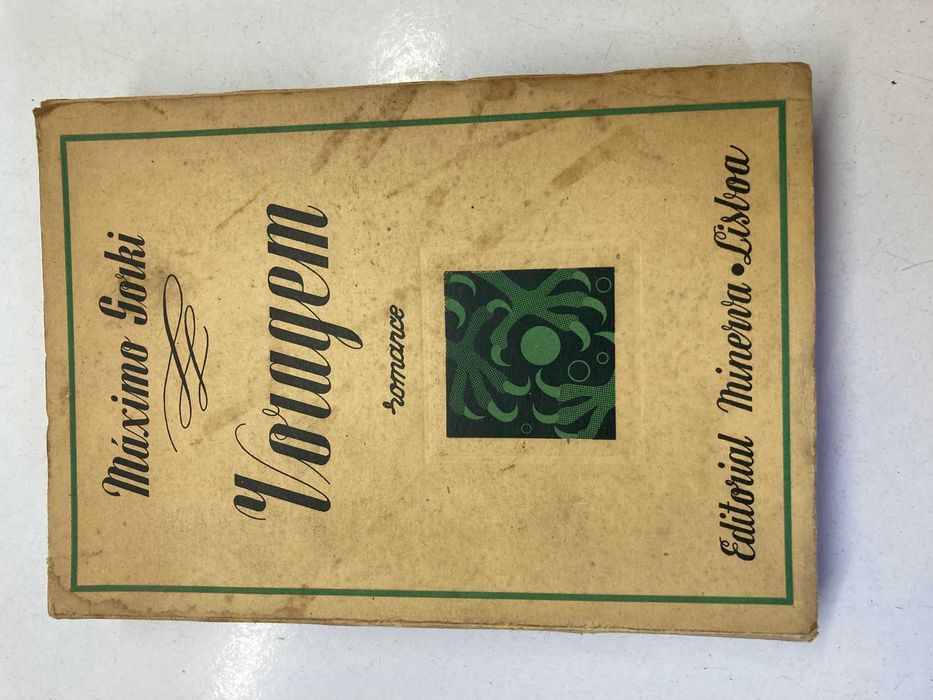 Máximo Gorki
Voragem
romance
Editorial Minerva • Lisboa